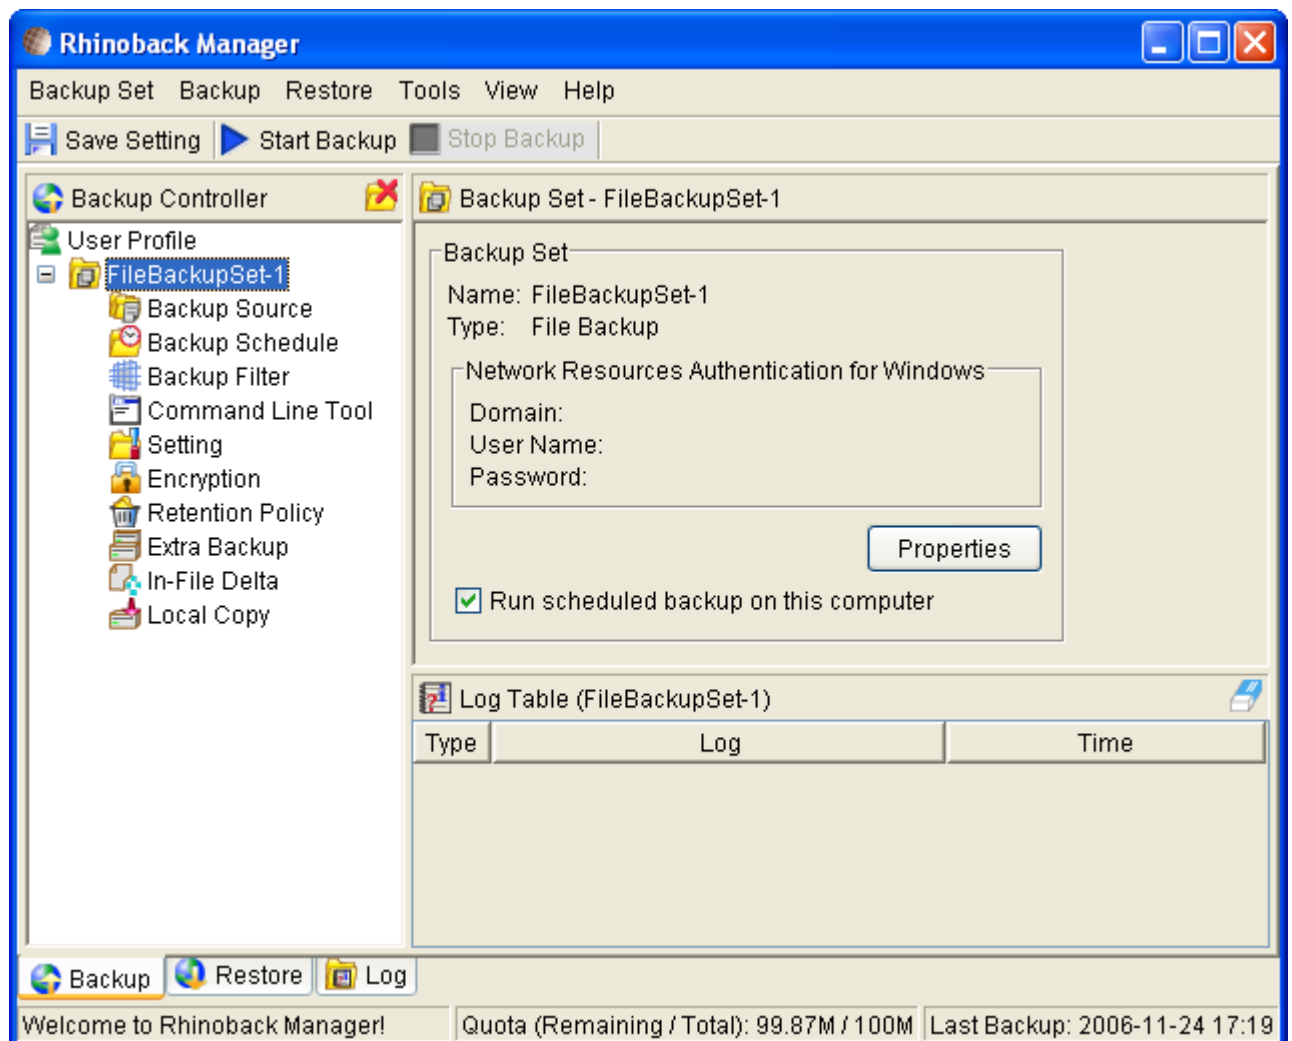 Rhinoback Manager
Backup Set Backup Restore Tools View Help
Save Setting Start Backup Stop Backup
Backup Controller
User Profile
FileBackupSet-1
Backup Source
Backup Schedule
Backup Filter
Command Line Tool
Setting
Encryption
Retention Policy
Extra Backup
In-File Delta
Local Copy
Backup Set - FileBackupSet-1
Backup Set
Name: FileBackupSet-1
Type: File Backup
Network Resources Authentication for Windows
Domain:
User Name:
Password:
Properties
Run scheduled backup on this computer
Log Table (FileBackupSet-1)
Type Log Time
Backup Restore Log
Welcome to Rhinoback Manager! Quota (Remaining / Total): 99.87M / 100M Last Backup: 2006-11-24 17:19